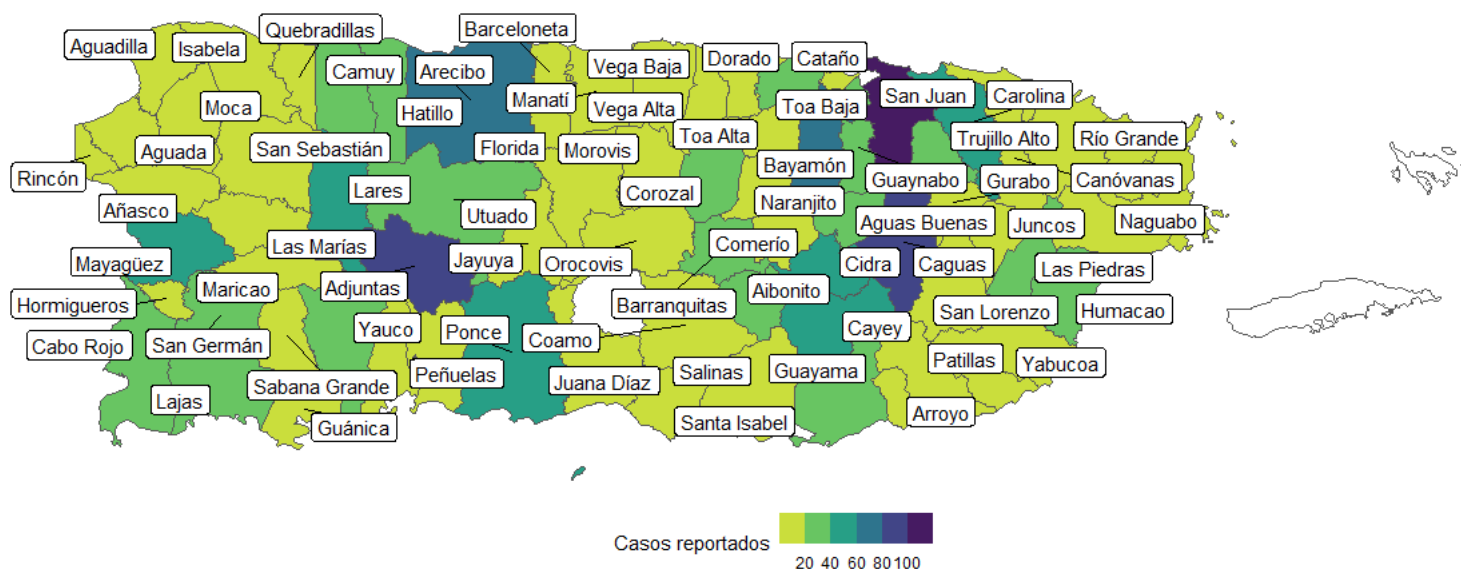 Quebradillas
Barceloneta
Aguadilla
Isabela
Camuy
Arecibo
Vega Baja
Dorado
Cataño
Moca
Hatillo
Manatí
Vega Alta
Toa Baja
San Juan
Carolina
Aguada
San Sebastián
Florida
Morovis
Toa Alta
Trujillo Alto
Río Grande
Rincón
Bayamón
Guaynabo
Gurabo
Canóvanas
Añasco
Lares
Utuado
Corozal
Naranjito
Aguas Buenas
Juncos
Naguabo
Mayagüez
Las Marías
Jayuya
Orocovis
Comerío
Cidra
Caguas
Las Piedras
Hormigueros
Maricao
Adjuntas
Barranquitas
Aibonito
San Lorenzo
Humacao
Cabo Rojo
San Germán
Yauco
Ponce
Coamo
Cayey
Patillas
Yabucoa
Lajas
Sabana Grande
Peñuelas
Juana Díaz
Salinas
Guayama
Arroyo
Guánica
Santa Isabel
Casos reportados
20 40 60 80 100